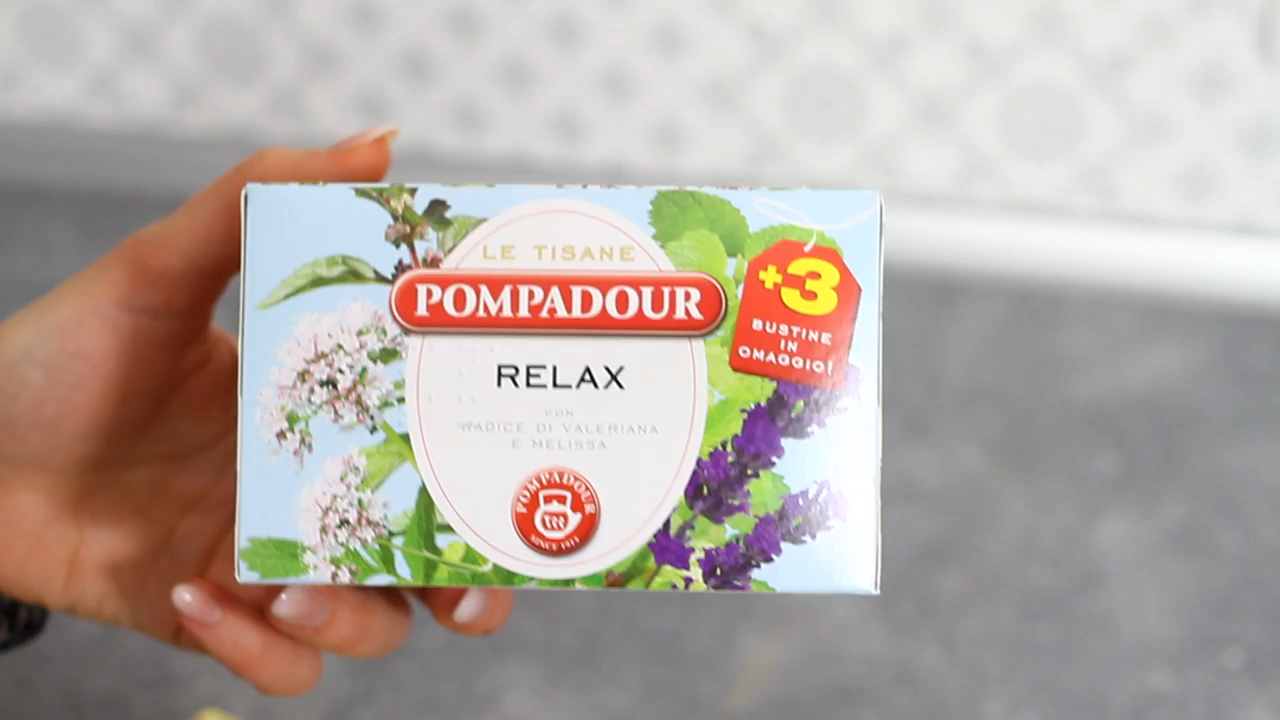 LE TISANE
POMPADOUR
RELAX
CON
RADICE DI VALERIANA
E MELISSA
POMPADOUR
SINCE 1913
+3
BUSTINE
IN
OMAGGIO!